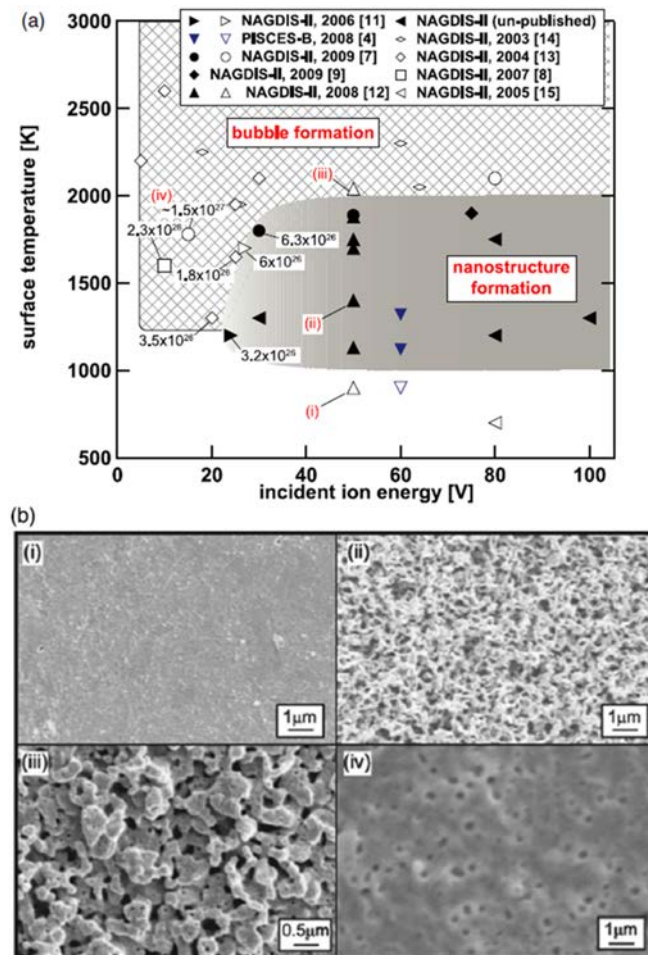 (a)
NAGDIS-II, 2006 [11]
NAGDIS-II (un-published)
PISCES-B, 2008 [4]
NAGDIS-II, 2003 [14]
NAGDIS-II, 2009 [7]
NAGDIS-II, 2004 [13]
NAGDIS-II, 2009 [9]
NAGDIS-II, 2007 [8]
NAGDIS-II, 2008 [12]
NAGDIS-II, 2005 [15]
3000
2500
2000
1500
1000
500
surface temperature [K]
bubble formation
(iii)
(iv)
~1.5x10²⁷
2.3x10²⁶
6.3x10²⁶
1.8x10²⁶
6x10²⁶
nanostructure
formation
(ii)
3.5x10²⁶
3.2x10²⁶
(i)
0
20
40
60
80
100
incident ion energy [V]
(b)
(i)
1μm
(ii)
1μm
(iii)
0.5μm
(iv)
1μm